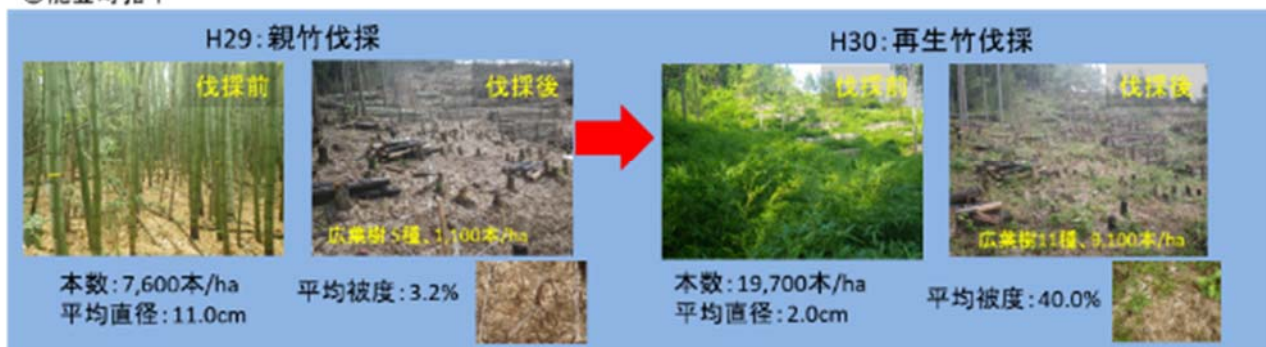 H29:親竹伐採
H30:再生竹伐採
伐採前
伐採後
伐採前
伐採後
広葉樹5種、1,100本/ha
広葉樹11種、9,100本/ha
本数:7,600本/ha
平均直径:11.0cm
平均被度:3.2%
本数:19,700本/ha
平均直径:2.0cm
平均被度:40.0%